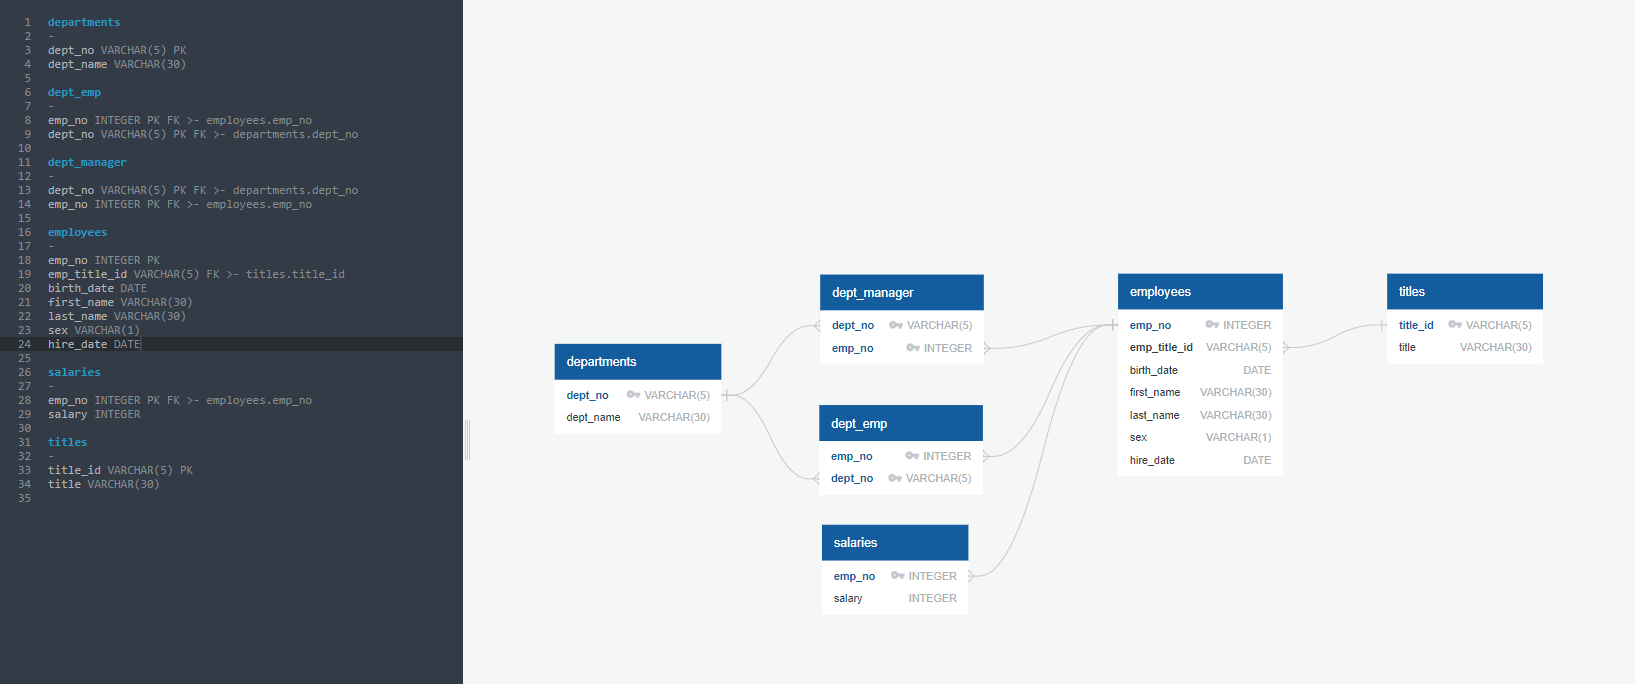 1 departments
2 -
3 dept_no VARCHAR(5) PK
4 dept_name VARCHAR(30)
5
6 dept_emp
7 -
8 emp_no INTEGER PK FK >- employees.emp_no
9 dept_no VARCHAR(5) PK FK >- departments.dept_no
10
11 dept_manager
12 -
13 dept_no VARCHAR(5) PK FK >- departments.dept_no
14 emp_no INTEGER PK FK >- employees.emp_no
15
16 employees
17 -
18 emp_no INTEGER PK
19 emp_title_id VARCHAR(5) FK >- titles.title_id
20 birth_date DATE
21 first_name VARCHAR(30)
22 last_name VARCHAR(30)
23 sex VARCHAR(1)
24 hire_date DATE
25
26 salaries
27 -
28 emp_no INTEGER PK FK >- employees.emp_no
29 salary INTEGER
30
31 titles
32 -
33 title_id VARCHAR(5) PK
34 title VARCHAR(30)
35
departments
dept_no VARCHAR(5)
dept_name VARCHAR(30)
dept_manager
dept_no VARCHAR(5)
emp_no INTEGER
dept_emp
emp_no INTEGER
dept_no VARCHAR(5)
salaries
emp_no INTEGER
salary INTEGER
employees
emp_no INTEGER
emp_title_id VARCHAR(5)
birth_date DATE
first_name VARCHAR(30)
last_name VARCHAR(30)
sex VARCHAR(1)
hire_date DATE
titles
title_id VARCHAR(5)
title VARCHAR(30)